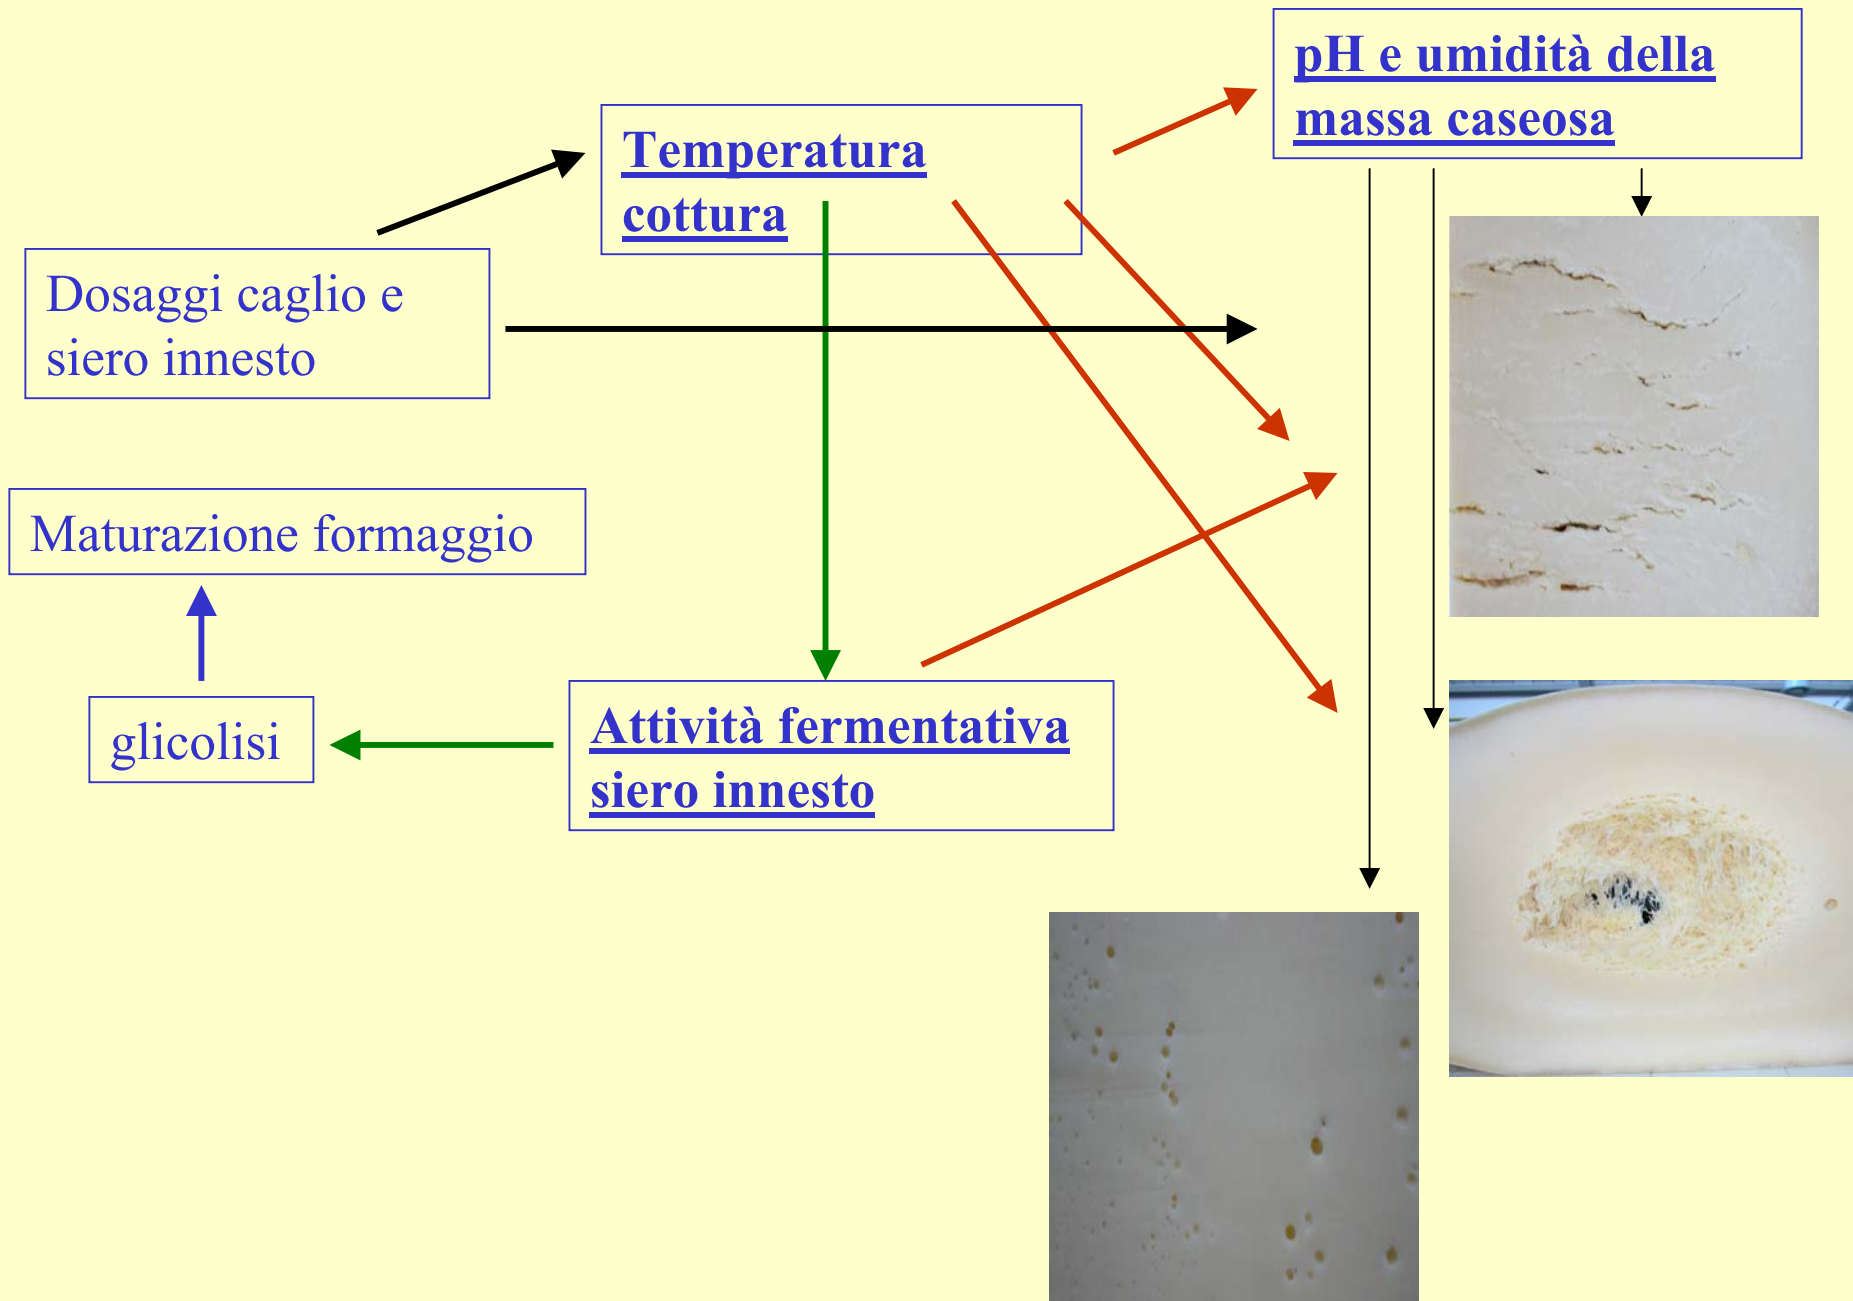 pH e umidità della
massa caseosa
Temperatura
cottura
Dosaggi caglio e
siero innesto
Maturazione formaggio
glicolisi
Attività fermentativa
siero innesto